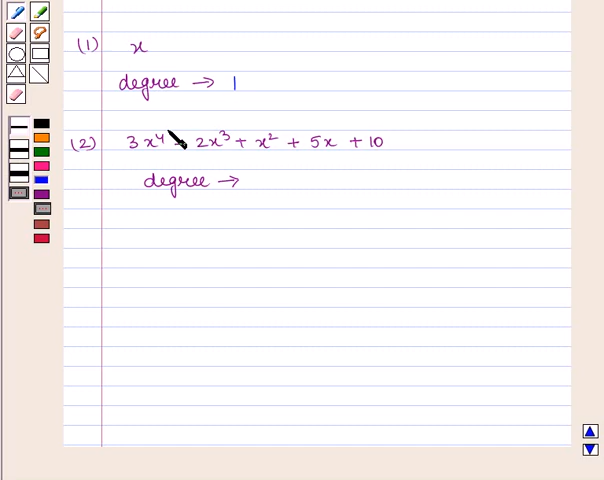 (1) x
degree → 1
(2) 3x⁴ - 2x³ + x² + 5x + 10
degree →